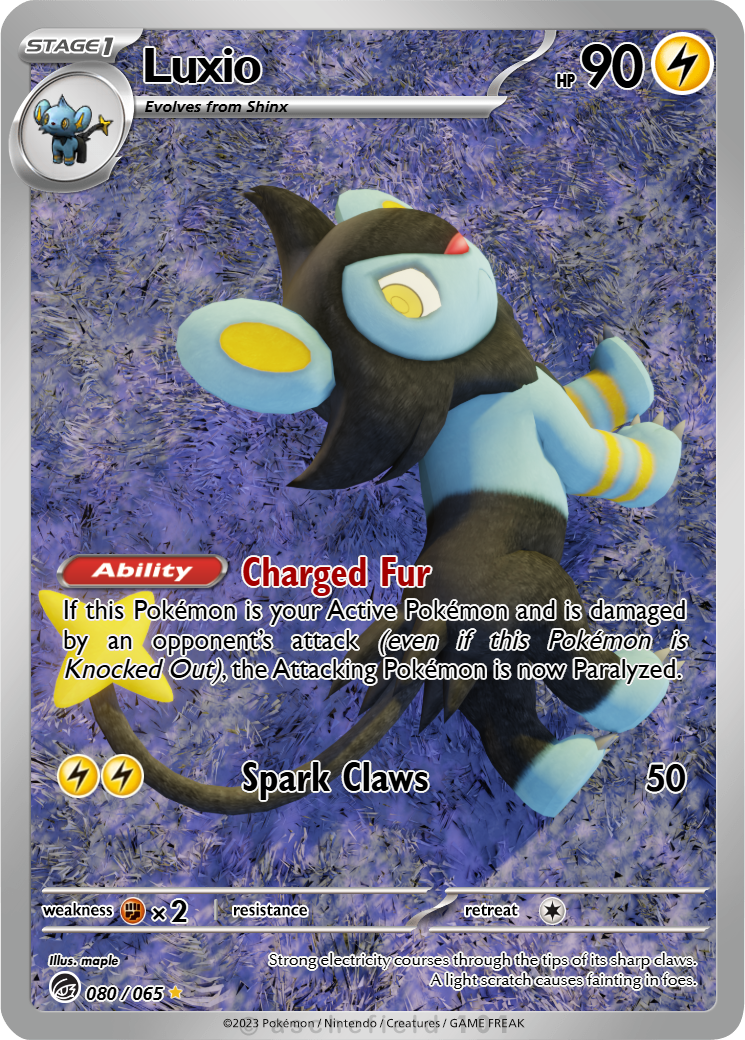 STAGE 1
Luxio
HP 90
Evolves from Shinx
Ability Charged Fur
If this Pokémon is your Active Pokémon and is damaged
by an opponent's attack (even if this Pokémon is
Knocked Out), the Attacking Pokémon is now Paralyzed.
Spark Claws 50
weakness ×2 resistance retreat
Illus. maple
Strong electricity courses through the tips of its sharp claws.
A light scratch causes fainting in foes.
080/065
©2023 Pokémon / Nintendo / Creatures / GAME FREAK